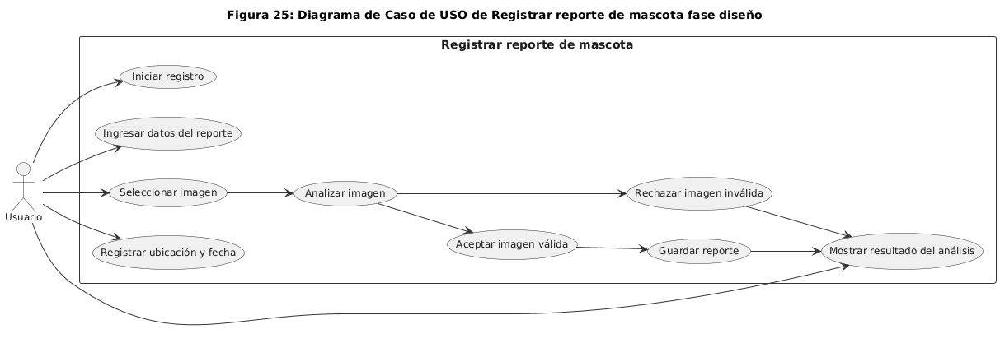 Figura 25: Diagrama de Caso de USO de Registrar reporte de mascota fase diseño
Registrar reporte de mascota
Iniciar registro
Ingresar datos del reporte
Seleccionar imagen
Analizar imagen
Rechazar imagen inválida
Usuario
Aceptar imagen válida
Registrar ubicación y fecha
Guardar reporte
Mostrar resultado del análisis